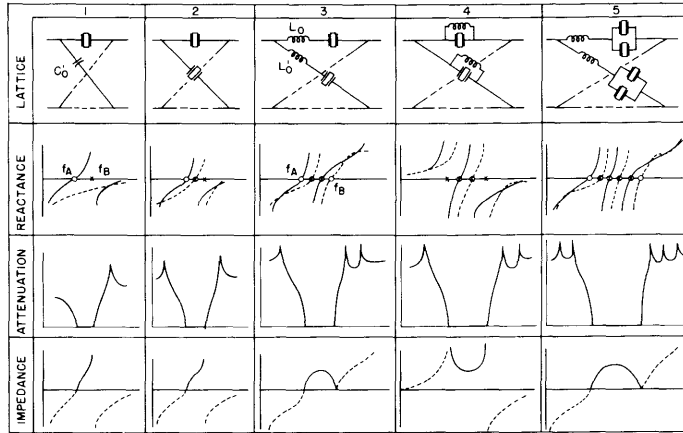 1 2 3 4 5
LATTICE
C'₀
L₀
L'₀
REACTANCE
fA
fB
fA
fB
ATTENUATION
IMPEDANCE